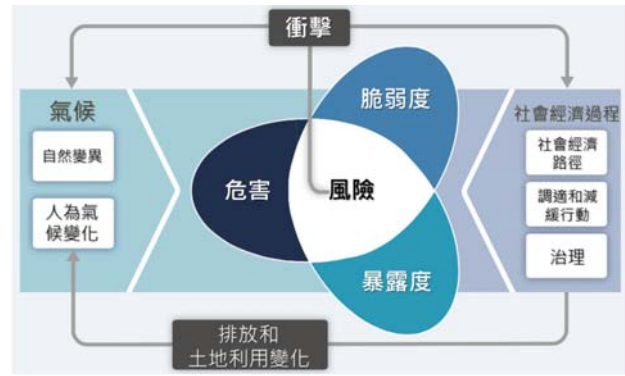 衝擊
氣候
自然變異
人為氣
候變化
脆弱度
危害
風險
暴露度
社會經濟過程
社會經濟
路徑
調適和減
緩行動
治理
排放和
土地利用變化